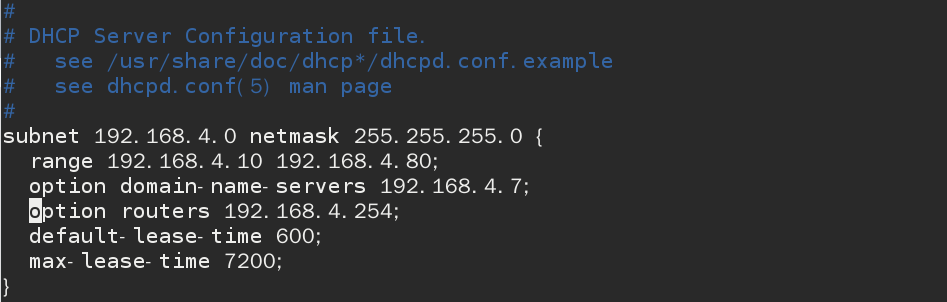 #
# DHCP Server Configuration file.
#   see /usr/share/doc/dhcp*/dhcpd.conf.example
#   see dhcpd.conf(5) man page
#
subnet 192.168.4.0 netmask 255.255.255.0 {
  range 192.168.4.10 192.168.4.80;
  option domain-name-servers 192.168.4.7;
  option routers 192.168.4.254;
  default-lease-time 600;
  max-lease-time 7200;
}